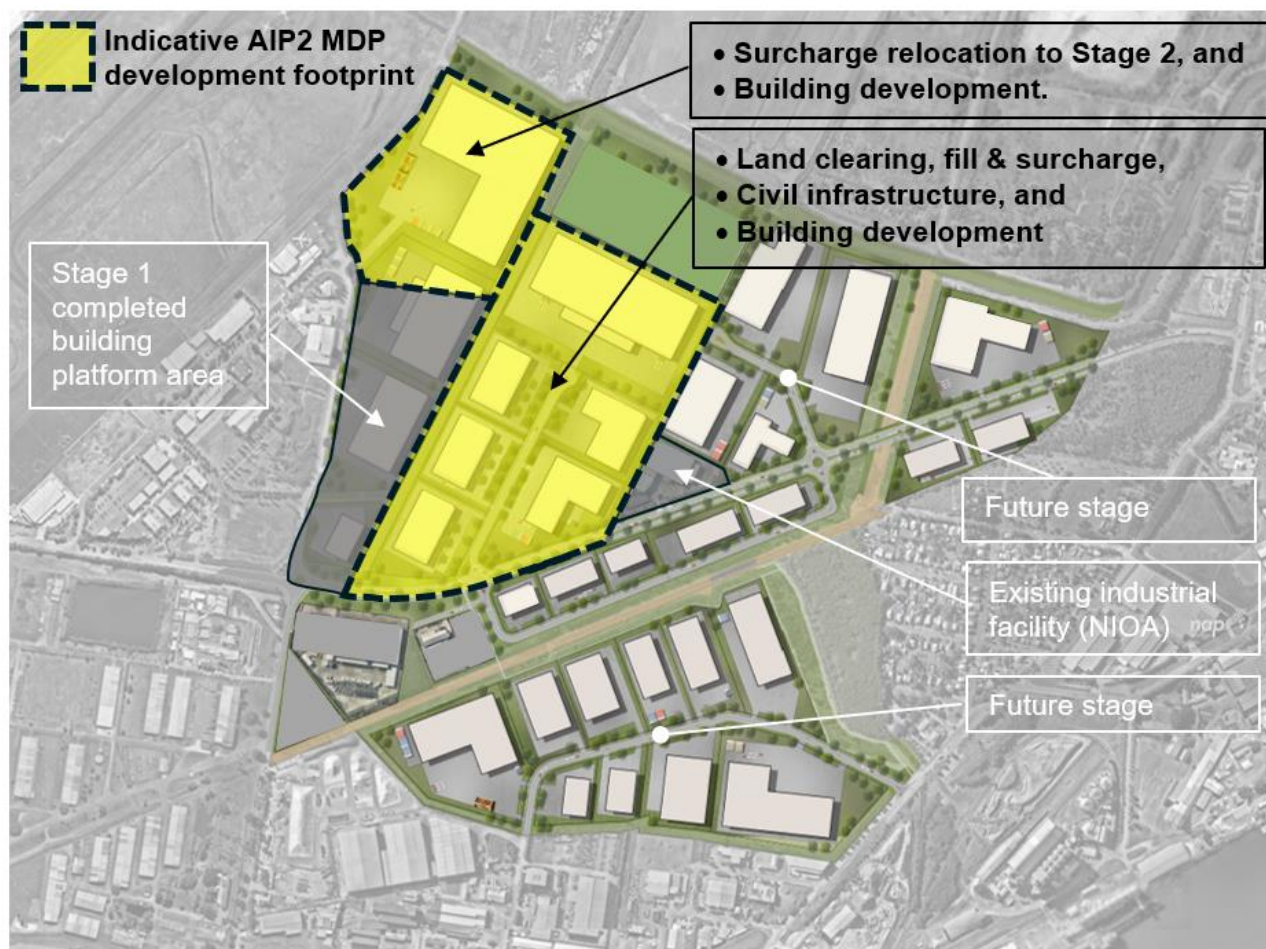 Indicative AIP2 MDP
development footprint
• Surcharge relocation to Stage 2, and
• Building development.
• Land clearing, fill & surcharge,
• Civil infrastructure, and
• Building development
Stage 1
completed
building
platform area
Future stage
Existing industrial
facility (NIOA)
Future stage